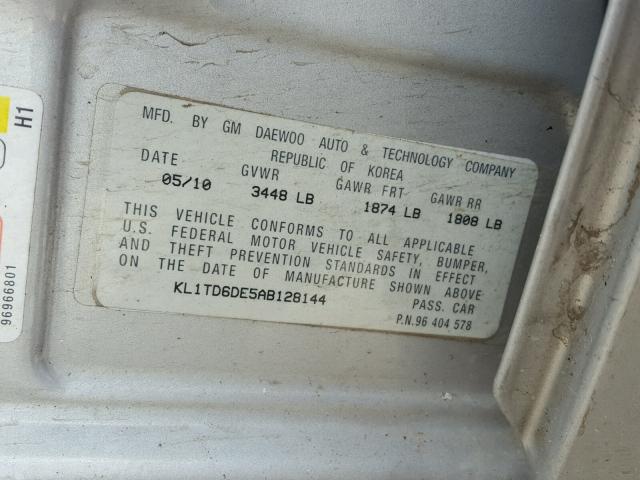 MFD. BY GM DAEWOO AUTO & TECHNOLOGY COMPANY
REPUBLIC OF KOREA
DATE GVWR GAWR FRT GAWR RR
05/10 3448 LB 1874 LB 1808 LB
THIS VEHICLE CONFORMS TO ALL APPLICABLE
U.S. FEDERAL MOTOR VEHICLE SAFETY, BUMPER,
AND THEFT PREVENTION STANDARDS IN EFFECT
ON THE DATE OF MANUFACTURE SHOWN ABOVE
KL1TD6DE5AB128144 PASS. CAR
P.N.96 404 578
H1
96966801